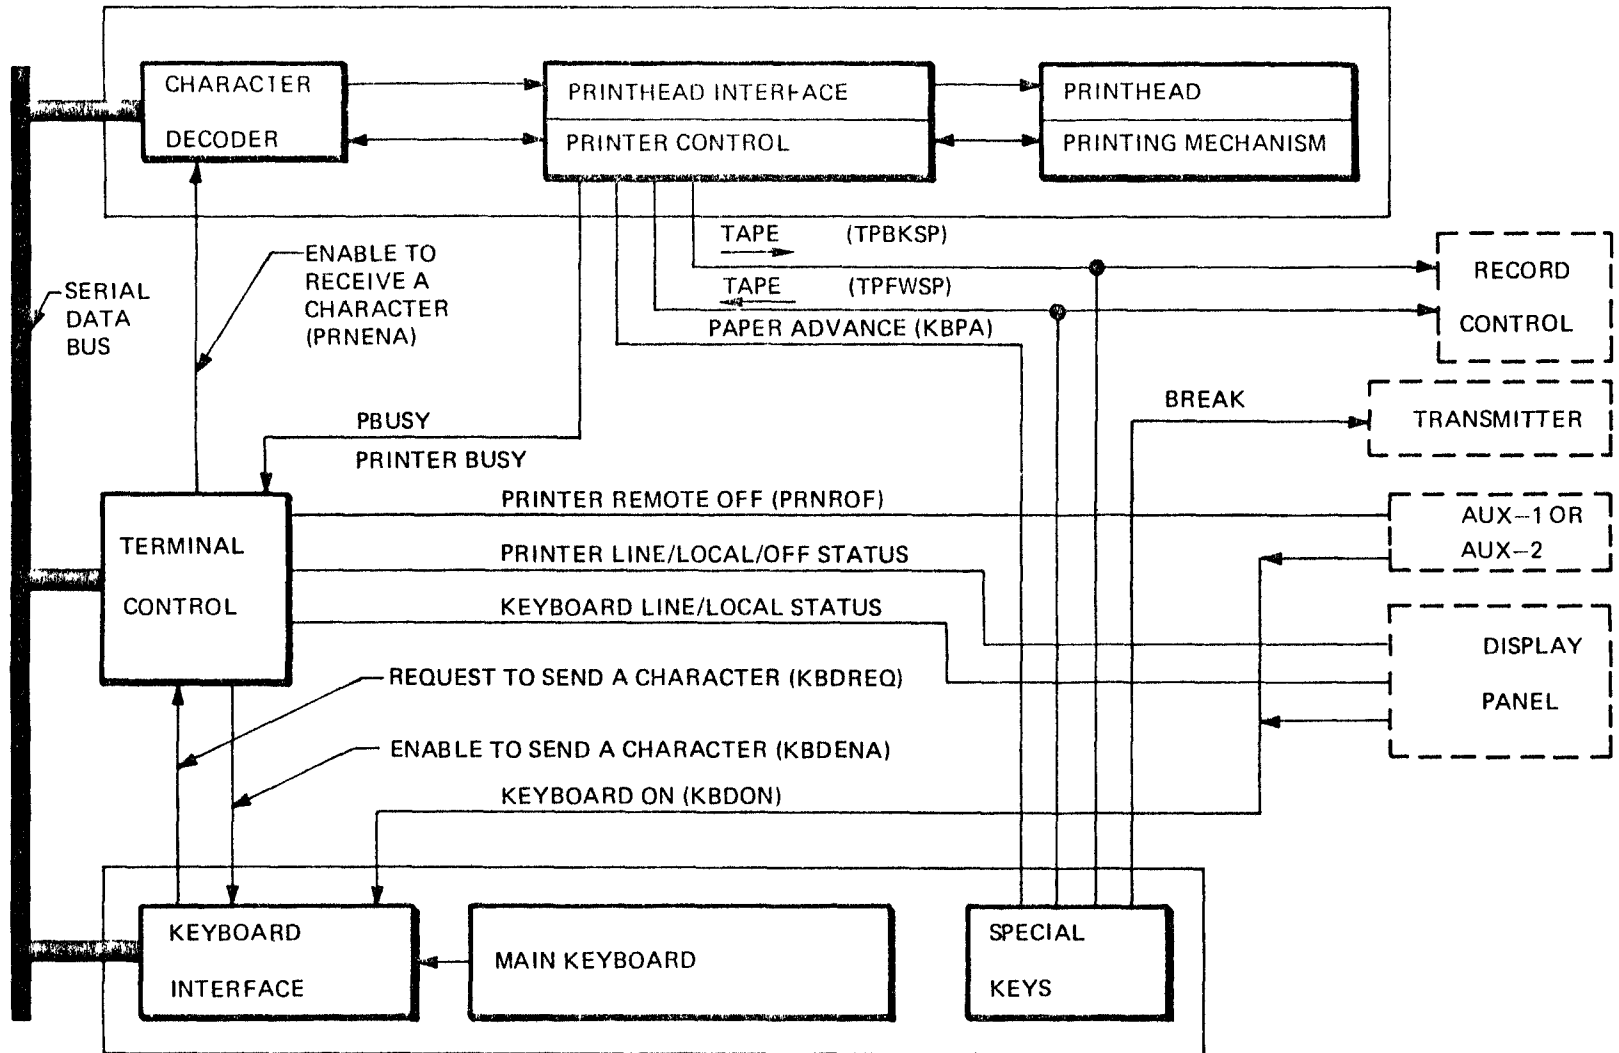 CHARACTER
DECODER
PRINTHEAD INTERFACE
PRINTER CONTROL
PRINTHEAD
PRINTING MECHANISM
TAPE (TPBKSP)
TAPE (TPFWSP)
PAPER ADVANCE (KBPA)
ENABLE TO
RECEIVE A
CHARACTER
(PRNENA)
SERIAL
DATA
BUS
RECORD
CONTROL
BREAK
TRANSMITTER
PBUSY
PRINTER BUSY
PRINTER REMOTE OFF (PRNROF)
AUX–1 OR
AUX–2
TERMINAL
CONTROL
PRINTER LINE/LOCAL/OFF STATUS
KEYBOARD LINE/LOCAL STATUS
DISPLAY
PANEL
REQUEST TO SEND A CHARACTER (KBDREQ)
ENABLE TO SEND A CHARACTER (KBDENA)
KEYBOARD ON (KBDON)
KEYBOARD
INTERFACE
MAIN KEYBOARD
SPECIAL
KEYS